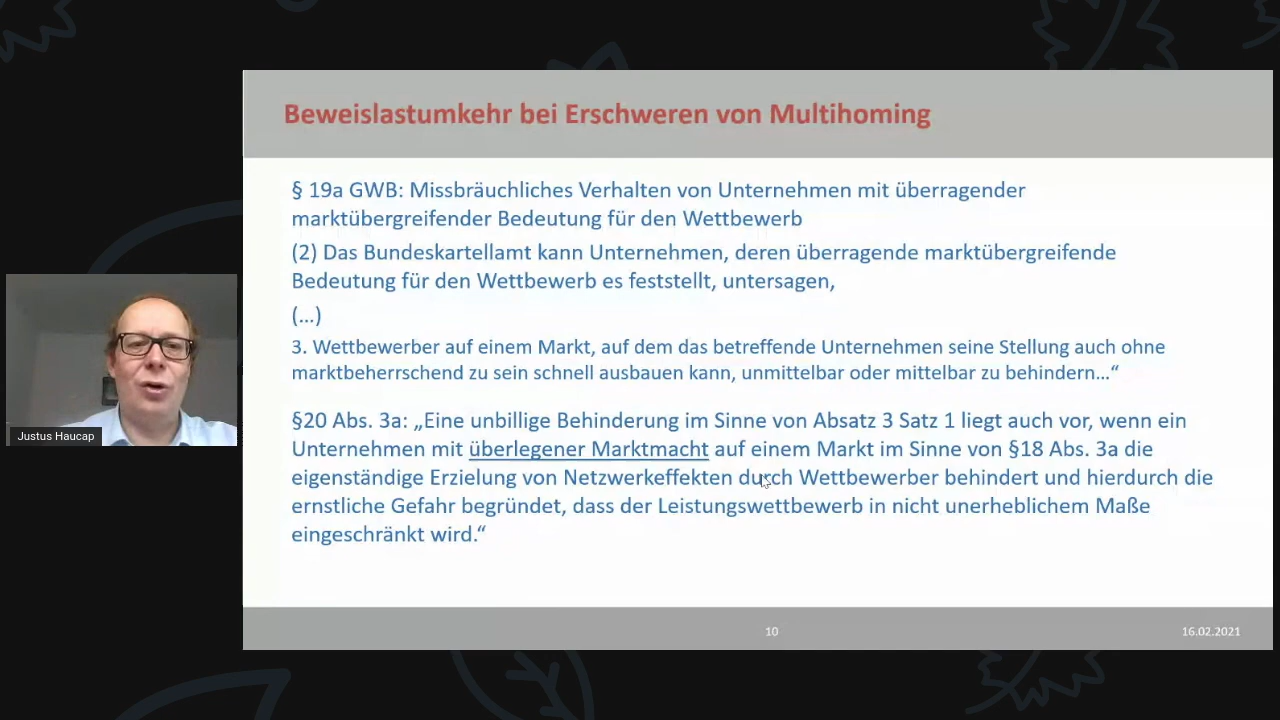 Beweislastumkehr bei Erschweren von Multihoming
§ 19a GWB: Missbräuchliches Verhalten von Unternehmen mit überragender
marktübergreifender Bedeutung für den Wettbewerb
(2) Das Bundeskartellamt kann Unternehmen, deren überragende marktübergreifende
Bedeutung für den Wettbewerb es feststellt, untersagen,
(...)
3. Wettbewerber auf einem Markt, auf dem das betreffende Unternehmen seine Stellung auch ohne
marktbeherrschend zu sein schnell ausbauen kann, unmittelbar oder mittelbar zu behindern…“
§20 Abs. 3a: „Eine unbillige Behinderung im Sinne von Absatz 3 Satz 1 liegt auch vor, wenn ein
Unternehmen mit überlegener Marktmacht auf einem Markt im Sinne von §18 Abs. 3a die
eigenständige Erzielung von Netzwerkeffekten durch Wettbewerber behindert und hierdurch die
ernstliche Gefahr begründet, dass der Leistungswettbewerb in nicht unerheblichem Maße
eingeschränkt wird.“
Justus Haucap
10
16.02.2021